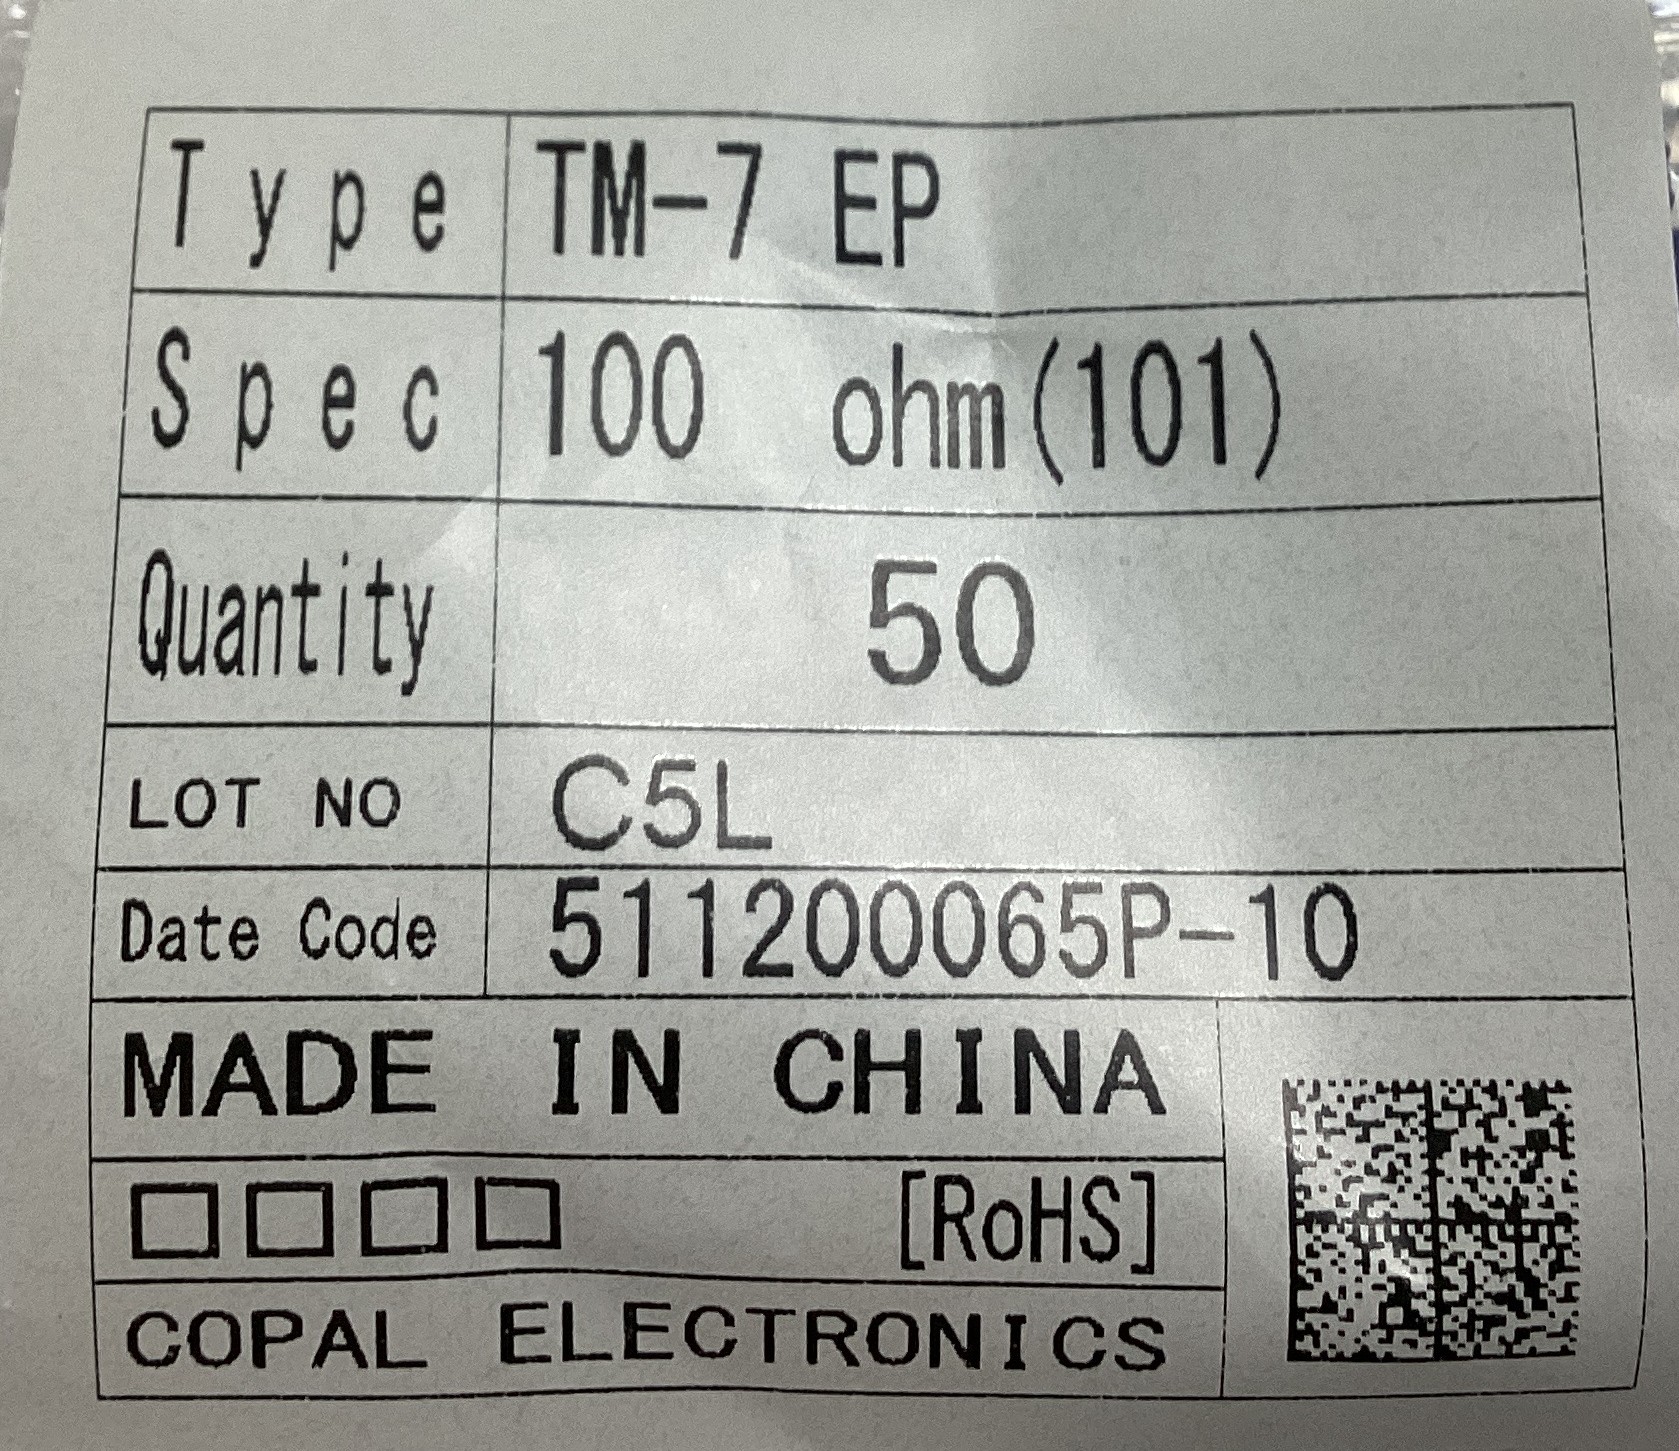 Type TM-7 EP
Spec 100 ohm(101)
Quantity 50
LOT NO C5L
Date Code 511200065P-10
MADE IN CHINA
□□□□ [RoHS]
COPAL ELECTRONICS